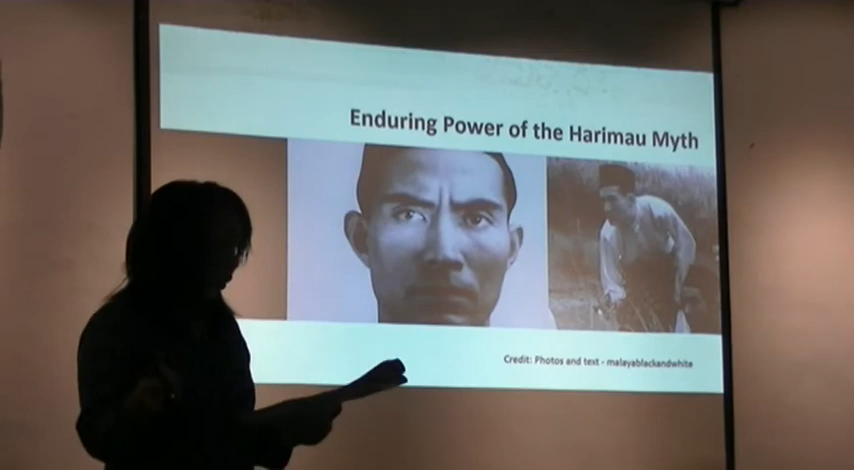 Enduring Power of the Harimau Myth
Credit: Photos and text - malayablackandwhite